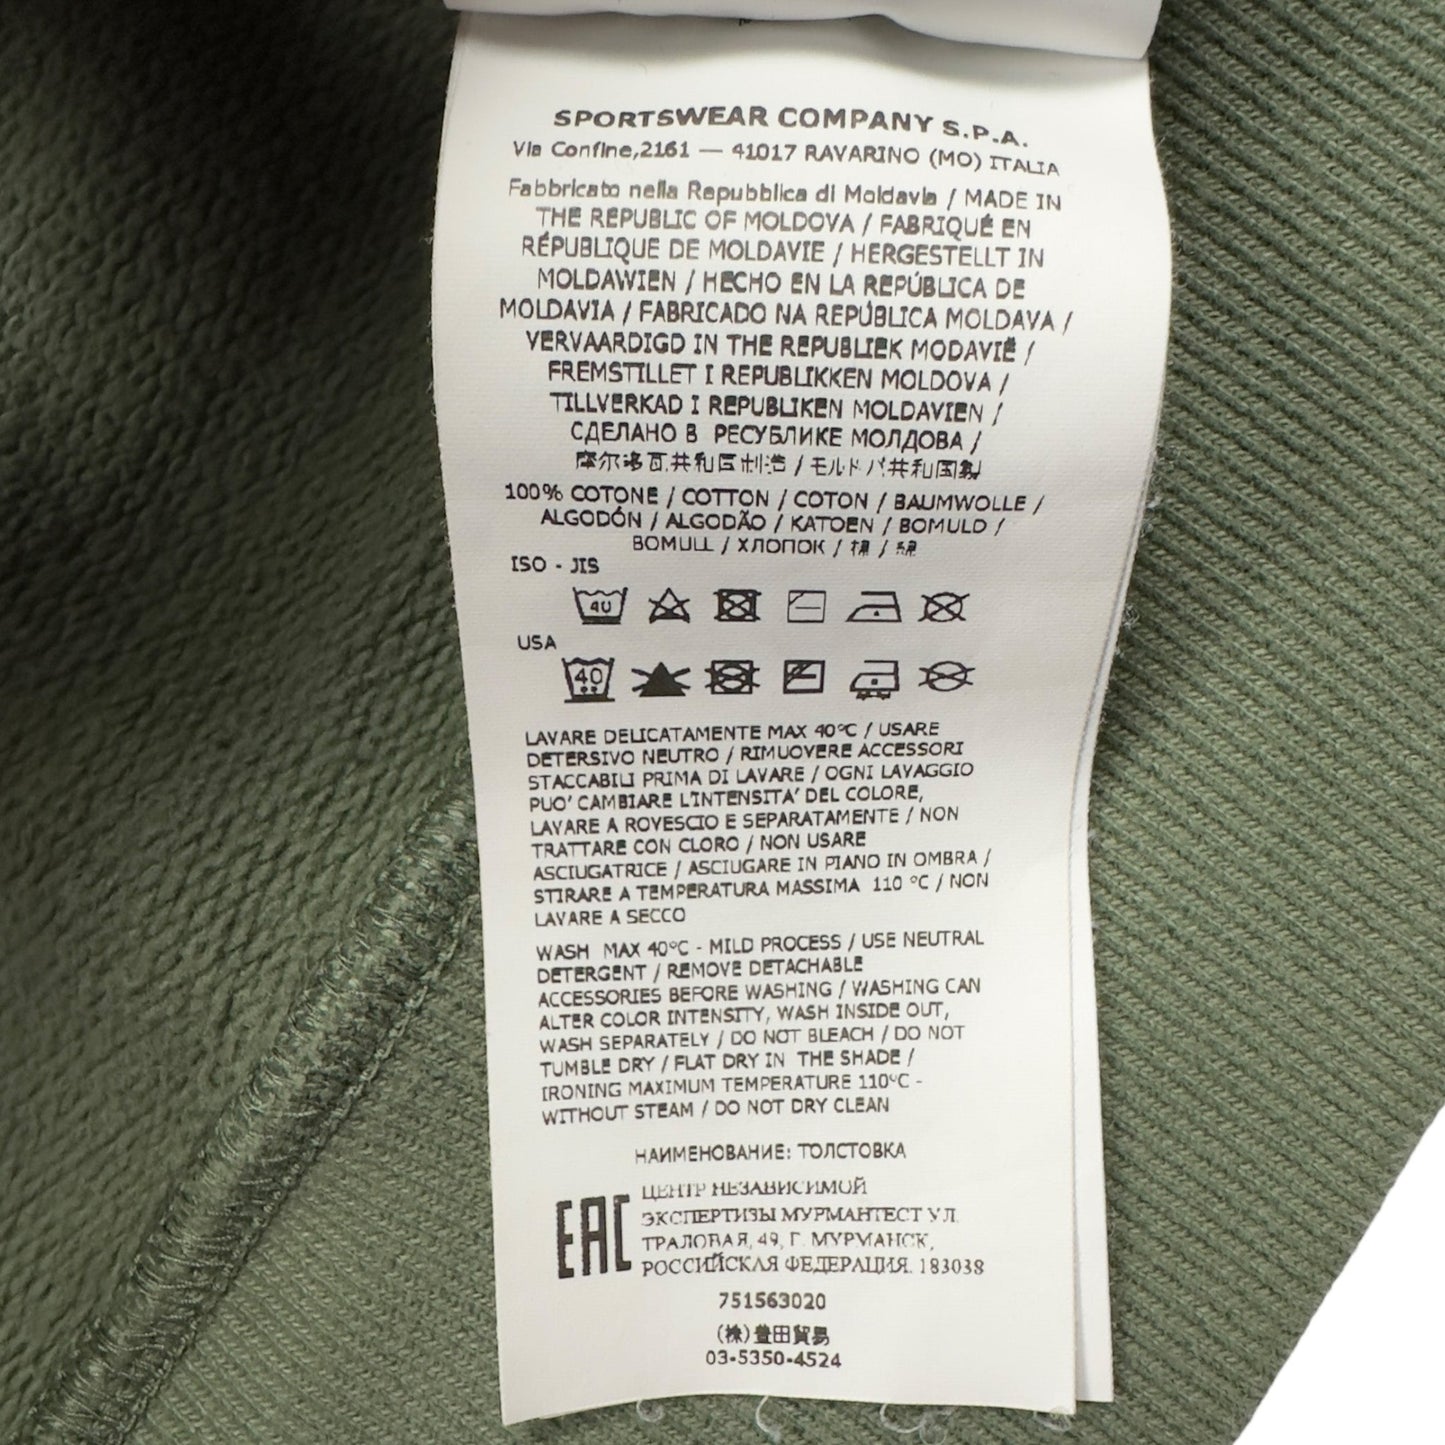 SPORTSWEAR COMPANY S.P.A.
Via Confine,2161 — 41017 RAVARINO (MO) ITALIA
Fabbricato nella Repubblica di Moldavia / MADE IN
THE REPUBLIC OF MOLDOVA / FABRIQUÉ EN
RÉPUBLIQUE DE MOLDAVIE / HERGESTELLT IN
MOLDAWIEN / HECHO EN LA REPÚBLICA DE
MOLDAVIA / FABRICADO NA REPÚBLICA MOLDAVA /
VERVAARDIGD IN THE REPUBLIEK MODAVIË /
FREMSTILLET I REPUBLIKKEN MOLDOVA /
TILLVERKAD I REPUBLIKEN MOLDAVIEN /
СДЕЛАНО В РЕСУБЛИКЕ МОЛДОВА /
摩尔多瓦共和国制造 / モルドバ共和国製
100% COTONE / COTTON / COTON / BAUMWOLLE /
ALGODÓN / ALGODÃO / KATOEN / BOMULD /
BOMULL / ХЛОПОК / 棉 / 綿
ISO - JIS
40
USA
40
LAVARE DELICATAMENTE MAX 40°C / USARE
DETERSIVO NEUTRO / RIMUOVERE ACCESSORI
STACCABILI PRIMA DI LAVARE / OGNI LAVAGGIO
PUO' CAMBIARE L'INTENSITA' DEL COLORE,
LAVARE A ROVESCIO E SEPARATAMENTE / NON
TRATTARE CON CLORO / NON USARE
ASCIUGATRICE / ASCIUGARE IN PIANO IN OMBRA /
STIRARE A TEMPERATURA MASSIMA 110 °C / NON
LAVARE A SECCO
WASH MAX 40°C - MILD PROCESS / USE NEUTRAL
DETERGENT / REMOVE DETACHABLE
ACCESSORIES BEFORE WASHING / WASHING CAN
ALTER COLOR INTENSITY, WASH INSIDE OUT,
WASH SEPARATELY / DO NOT BLEACH / DO NOT
TUMBLE DRY / FLAT DRY IN THE SHADE /
IRONING MAXIMUM TEMPERATURE 110°C -
WITHOUT STEAM / DO NOT DRY CLEAN
НАИМЕНОВАНИЕ: ТОЛСТОВКА
EAC
ЦЕНТР НЕЗАВИСИМОЙ
ЭКСПЕРТИЗЫ МУРМАНТЕСТ УЛ.
ТРАЛОВАЯ, 49, Г. МУРМАНСК,
РОССИЙСКАЯ ФЕДЕРАЦИЯ. 183038
751563020
(株)豊田貿易
03-5350-4524